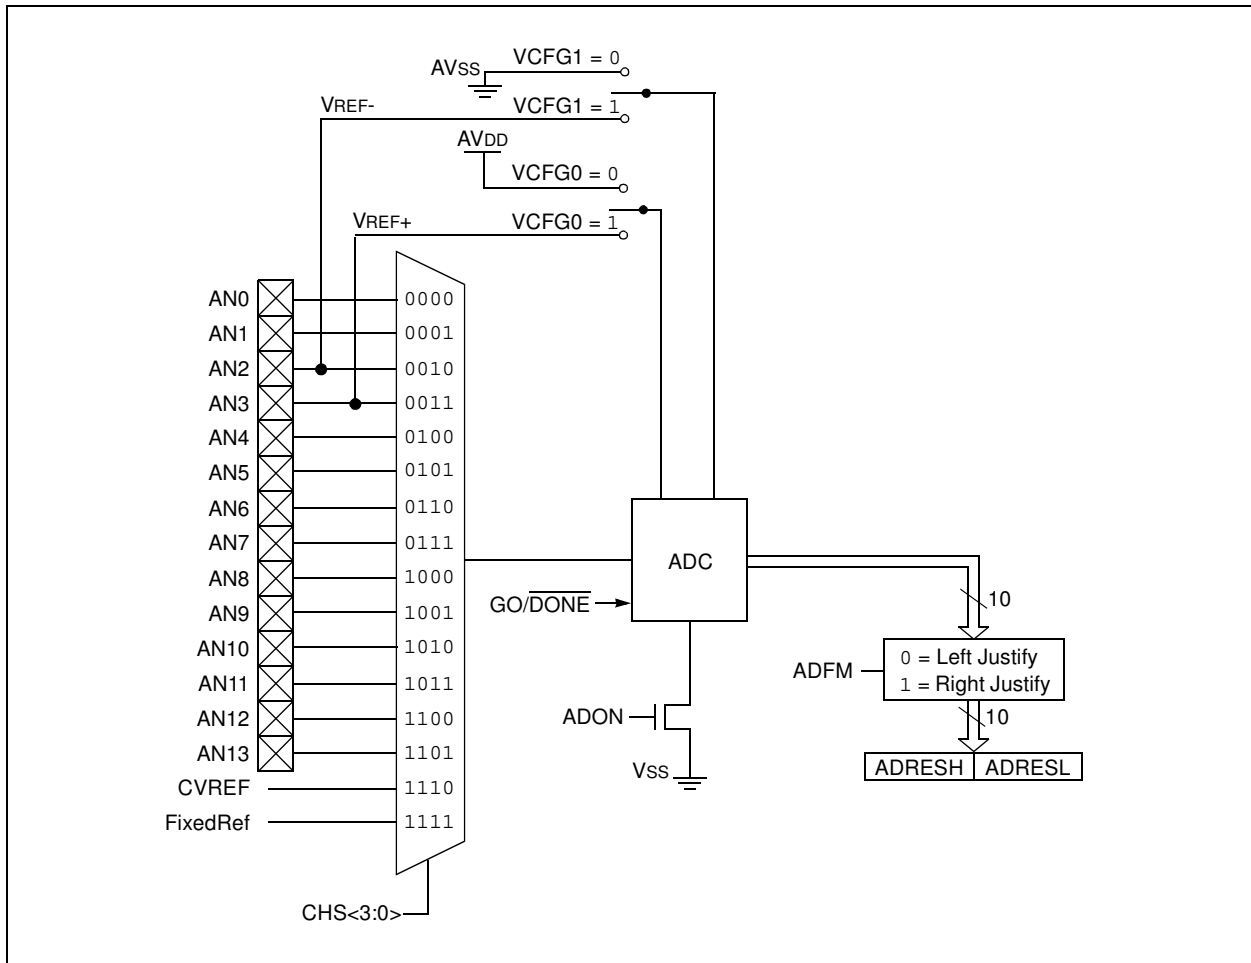 VCFG1 = 0
AVSS
VREF-
VCFG1 = 1
AVDD
VCFG0 = 0
VREF+
VCFG0 = 1
AN0 0000
AN1 0001
AN2 0010
AN3 0011
AN4 0100
AN5 0101
AN6 0110
AN7 0111
ADC
AN8 1000
GO/DONE
10
AN9 1001
AN10 1010
0 = Left Justify
ADFM
1 = Right Justify
AN11 1011
AN12 1100
ADON
10
AN13 1101
VSS
ADRESH ADRESL
CVREF 1110
FixedRef 1111
CHS<3:0>